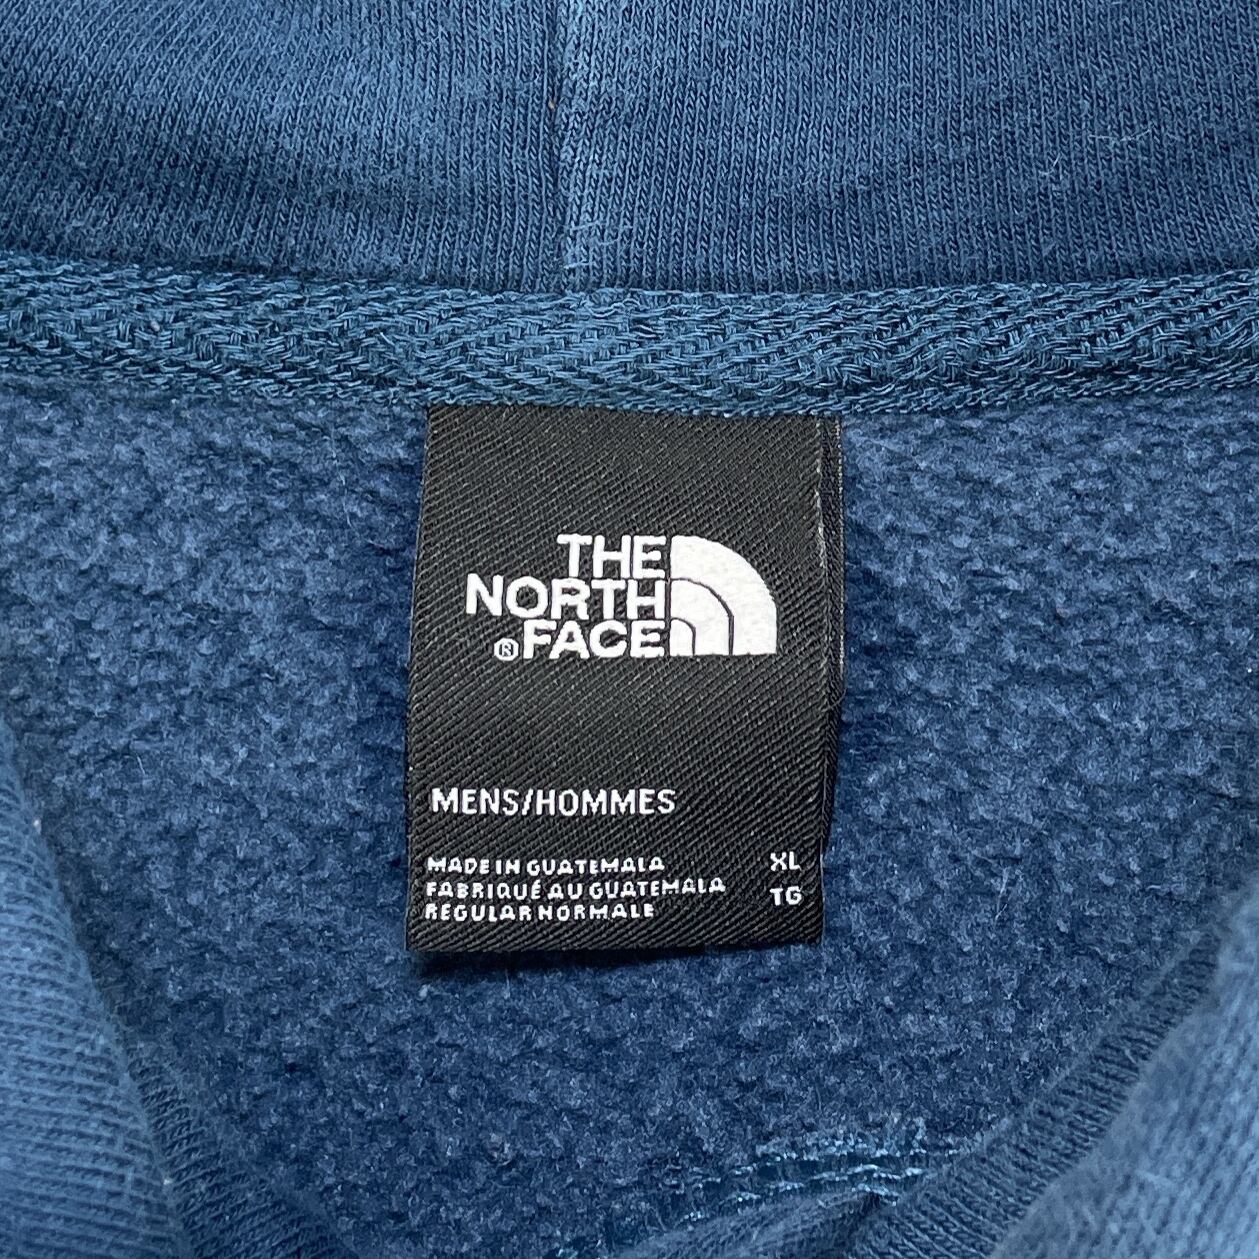 THE
NORTH
® FACE
MENS/HOMMES
MADE IN GUATEMALA XL
FABRIQUÉ AU GUATEMALA TG
REGULAR NORMALE